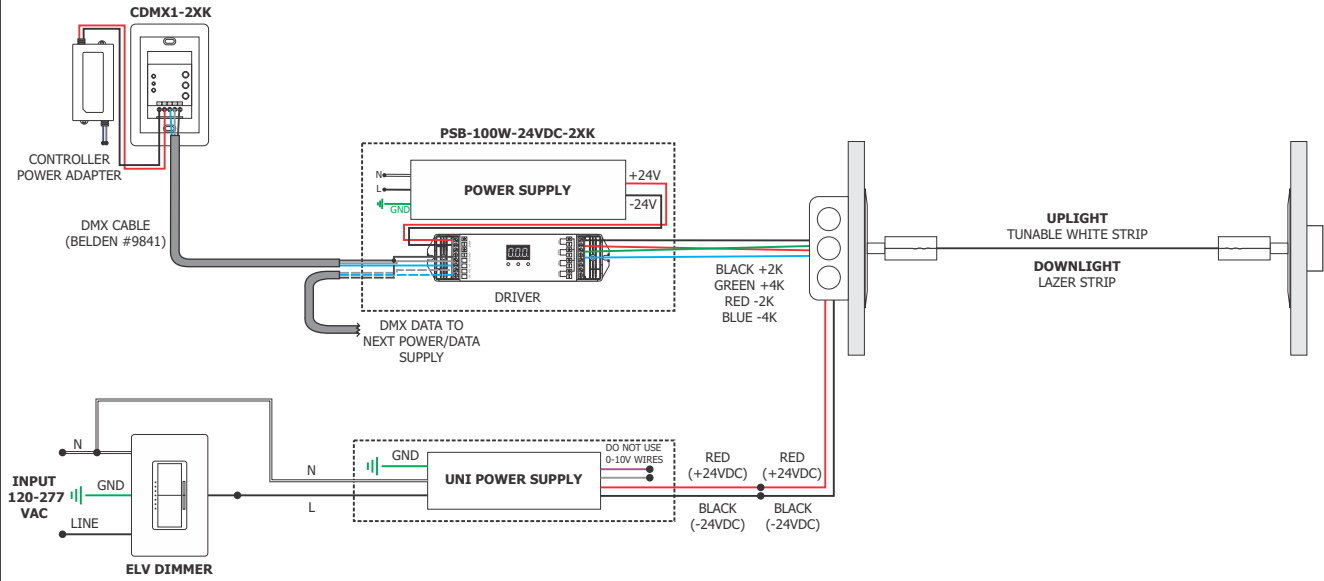 CDMX1-2XK
CONTROLLER
POWER ADAPTER
DMX CABLE
(BELDEN #9841)
PSB-100W-24VDC-2XK
N
L
GND
POWER SUPPLY
+24V
-24V
DRIVER
DMX DATA TO
NEXT POWER/DATA
SUPPLY
BLACK +2K
GREEN +4K
RED -2K
BLUE -4K
UPLIGHT
TUNABLE WHITE STRIP
DOWNLIGHT
LAZER STRIP
INPUT
120-277
VAC
N
GND
LINE
ELV DIMMER
N
L
GND
UNI POWER SUPPLY
DO NOT USE
0-10V WIRES
RED
(+24VDC)
RED
(+24VDC)
BLACK
(-24VDC)
BLACK
(-24VDC)